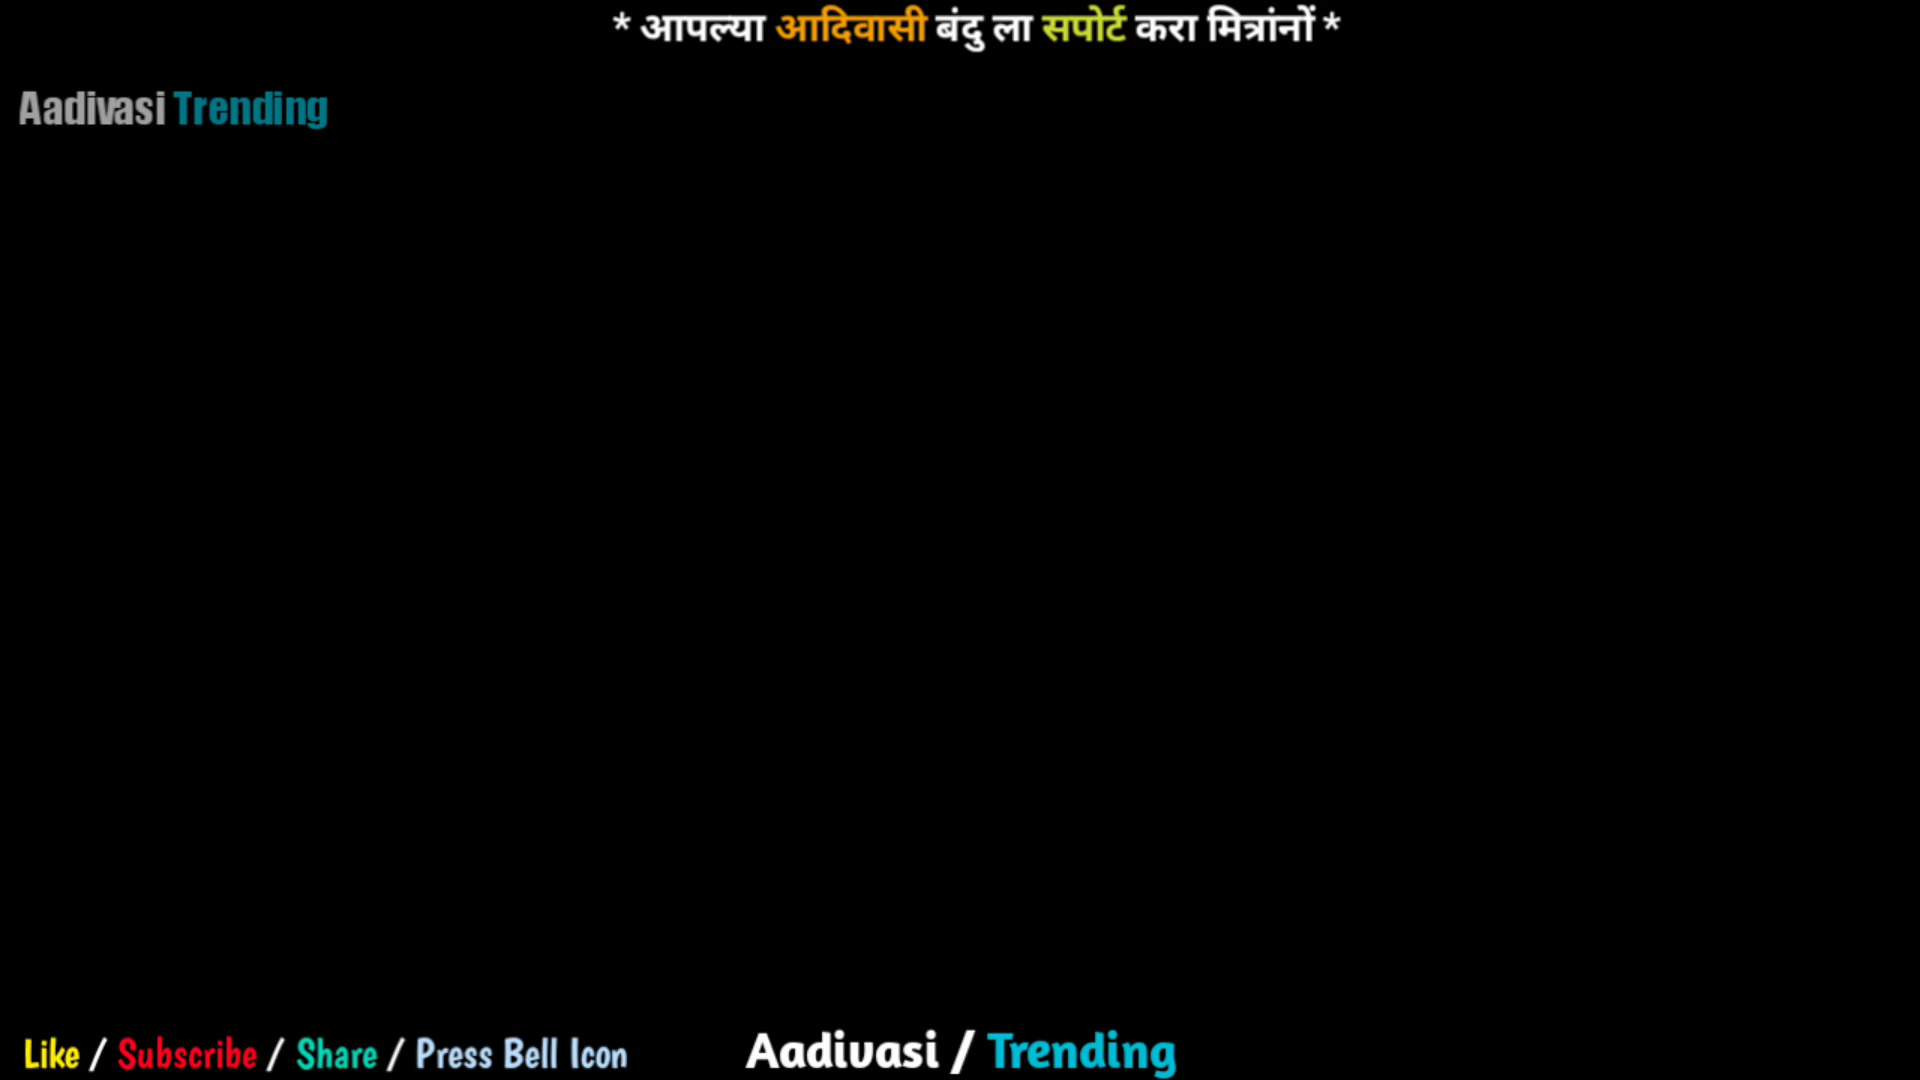 * आपल्या आदिवासी बंदु ला सपोर्ट करा मित्रांनों *
Aadivasi Trending
Like / Subscribe / Share / Press Bell Icon
Aadivasi / Trending